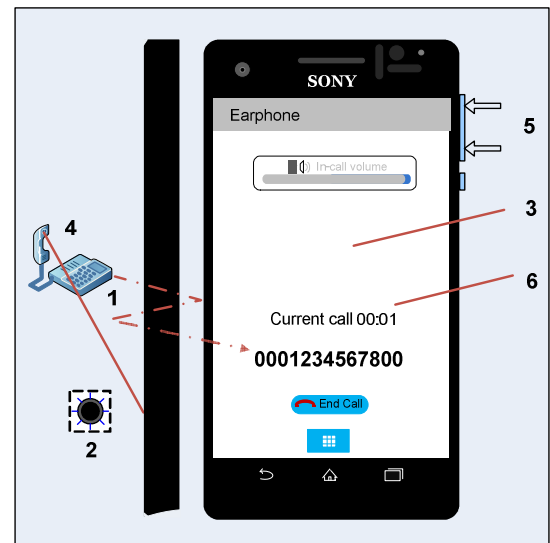 SONY
Earphone
5
In-call volume
3
4
1
6
Current call 00:01
0001234567800
End Call
2